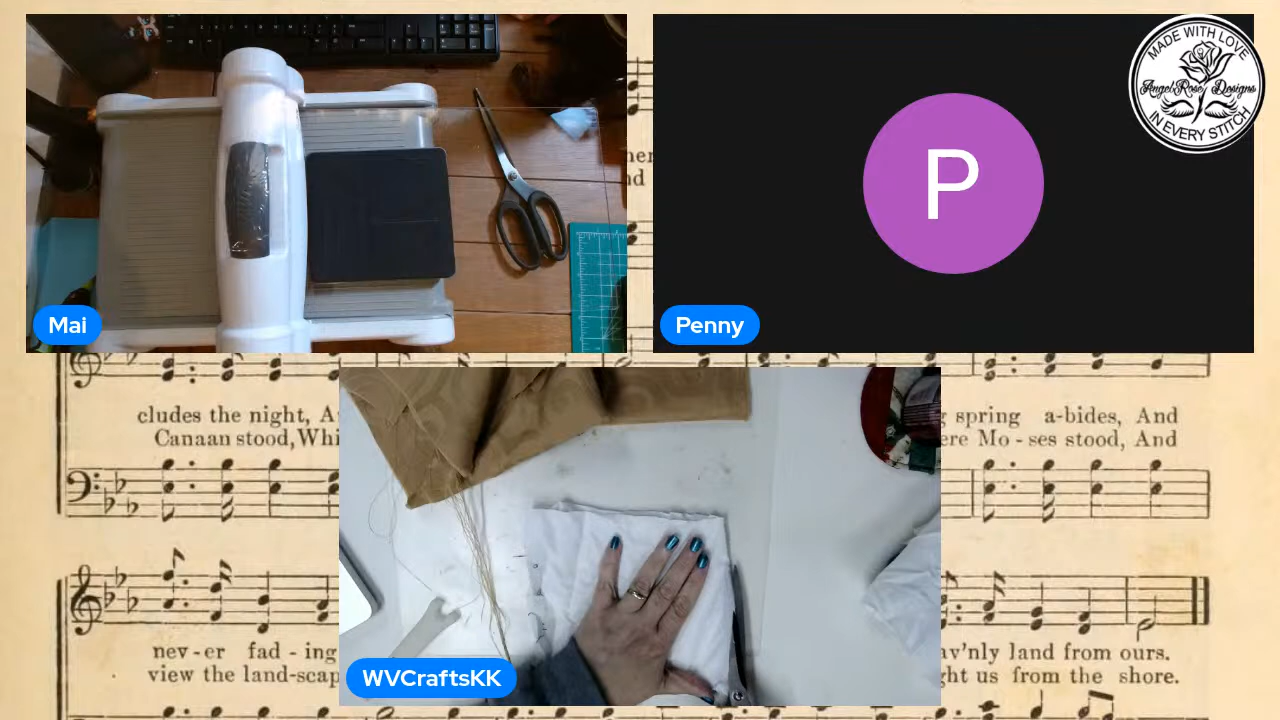 MADE WITH LOVE
AngelRose Designs
IN EVERY STITCH
P
Mai
Penny
cludes the night,
g spring a-bides, And
Canaan stood, Whi
ere Mo-ses stood, And
WVCraftsKK
nev-er fad-ing
av'nly land from ours.
view the land-scap
ght us from the shore.